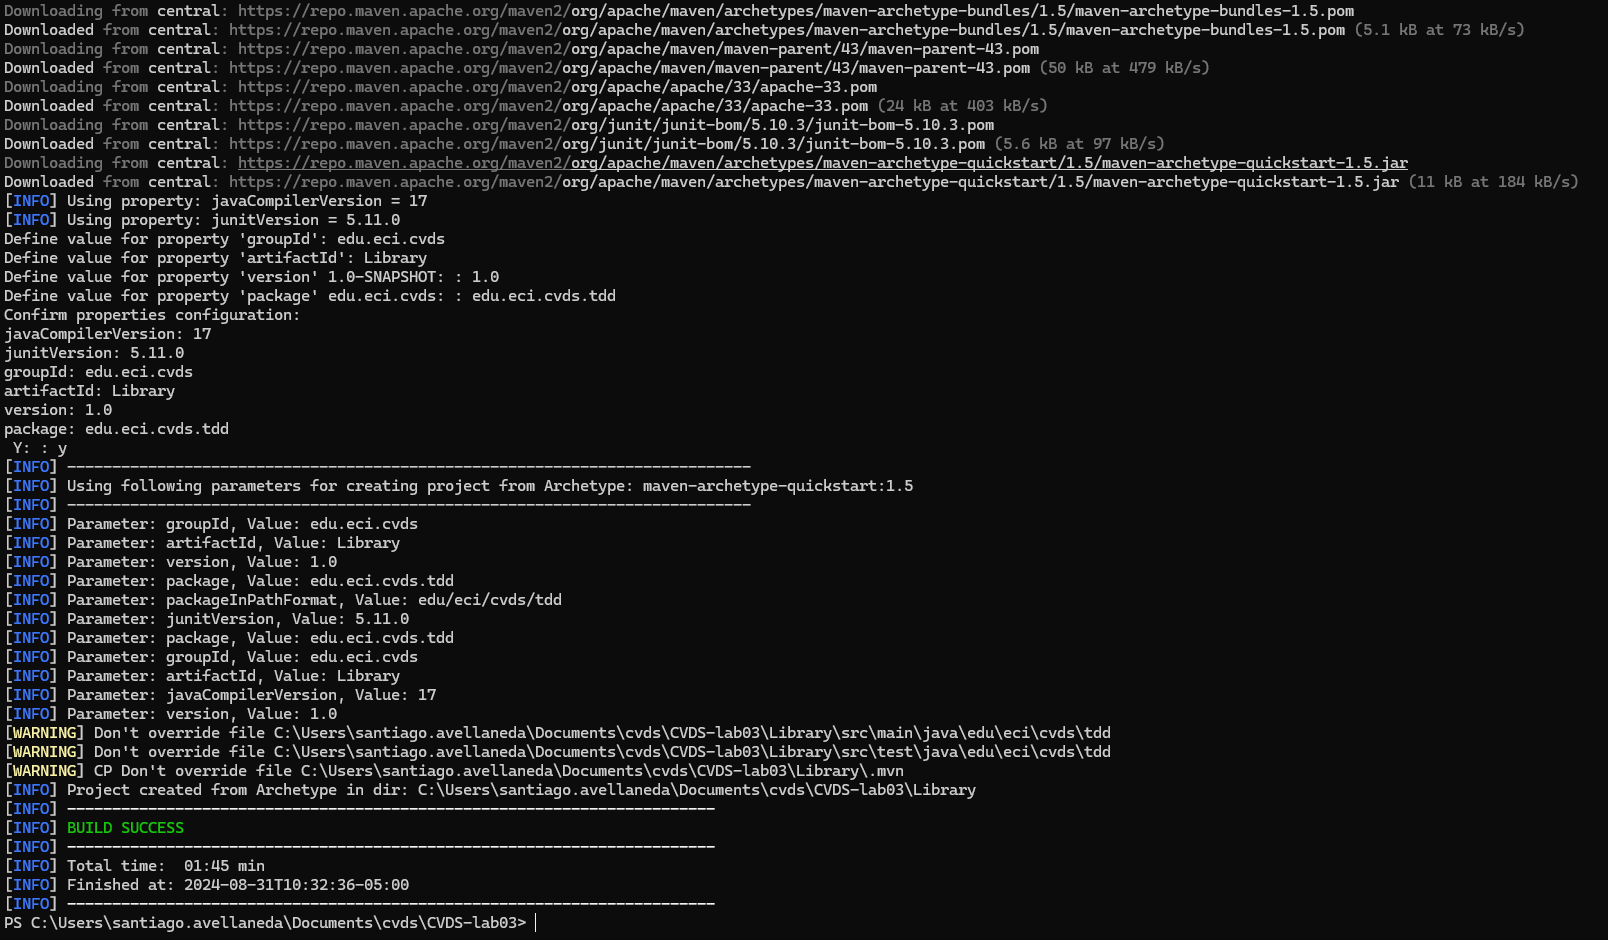 Downloading from central: https://repo.maven.apache.org/maven2/org/apache/maven/archetypes/maven-archetype-bundles/1.5/maven-archetype-bundles-1.5.pom
Downloaded from central: https://repo.maven.apache.org/maven2/org/apache/maven/archetypes/maven-archetype-bundles/1.5/maven-archetype-bundles-1.5.pom (5.1 kB at 73 kB/s)
Downloading from central: https://repo.maven.apache.org/maven2/org/apache/maven/maven-parent/43/maven-parent-43.pom
Downloaded from central: https://repo.maven.apache.org/maven2/org/apache/maven/maven-parent/43/maven-parent-43.pom (50 kB at 479 kB/s)
Downloading from central: https://repo.maven.apache.org/maven2/org/apache/apache/33/apache-33.pom
Downloaded from central: https://repo.maven.apache.org/maven2/org/apache/apache/33/apache-33.pom (24 kB at 403 kB/s)
Downloading from central: https://repo.maven.apache.org/maven2/org/junit/junit-bom/5.10.3/junit-bom-5.10.3.pom
Downloaded from central: https://repo.maven.apache.org/maven2/org/junit/junit-bom/5.10.3/junit-bom-5.10.3.pom (5.6 kB at 97 kB/s)
Downloading from central: https://repo.maven.apache.org/maven2/org/apache/maven/archetypes/maven-archetype-quickstart/1.5/maven-archetype-quickstart-1.5.jar
Downloaded from central: https://repo.maven.apache.org/maven2/org/apache/maven/archetypes/maven-archetype-quickstart/1.5/maven-archetype-quickstart-1.5.jar (11 kB at 184 kB/s)
[INFO] Using property: javaCompilerVersion = 17
[INFO] Using property: junitVersion = 5.11.0
Define value for property 'groupId': edu.eci.cvds
Define value for property 'artifactId': Library
Define value for property 'version' 1.0-SNAPSHOT: : 1.0
Define value for property 'package' edu.eci.cvds: : edu.eci.cvds.tdd
Confirm properties configuration:
javaCompilerVersion: 17
junitVersion: 5.11.0
groupId: edu.eci.cvds
artifactId: Library
version: 1.0
package: edu.eci.cvds.tdd
 Y: : y
[INFO] ----------------------------------------------------------------------------
[INFO] Using following parameters for creating project from Archetype: maven-archetype-quickstart:1.5
[INFO] ----------------------------------------------------------------------------
[INFO] Parameter: groupId, Value: edu.eci.cvds
[INFO] Parameter: artifactId, Value: Library
[INFO] Parameter: version, Value: 1.0
[INFO] Parameter: package, Value: edu.eci.cvds.tdd
[INFO] Parameter: packageInPathFormat, Value: edu/eci/cvds/tdd
[INFO] Parameter: junitVersion, Value: 5.11.0
[INFO] Parameter: package, Value: edu.eci.cvds.tdd
[INFO] Parameter: groupId, Value: edu.eci.cvds
[INFO] Parameter: artifactId, Value: Library
[INFO] Parameter: javaCompilerVersion, Value: 17
[INFO] Parameter: version, Value: 1.0
[WARNING] Don't override file C:\Users\santiago.avellaneda\Documents\cvds\CVDS-lab03\Library\src\main\java\edu\eci\cvds\tdd
[WARNING] Don't override file C:\Users\santiago.avellaneda\Documents\cvds\CVDS-lab03\Library\src\test\java\edu\eci\cvds\tdd
[WARNING] CP Don't override file C:\Users\santiago.avellaneda\Documents\cvds\CVDS-lab03\Library\.mvn
[INFO] Project created from Archetype in dir: C:\Users\santiago.avellaneda\Documents\cvds\CVDS-lab03\Library
[INFO] ------------------------------------------------------------------------
[INFO] BUILD SUCCESS
[INFO] ------------------------------------------------------------------------
[INFO] Total time:  01:45 min
[INFO] Finished at: 2024-08-31T10:32:36-05:00
[INFO] ------------------------------------------------------------------------
PS C:\Users\santiago.avellaneda\Documents\cvds\CVDS-lab03>